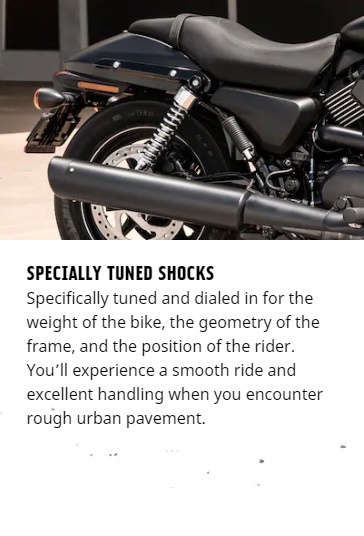 SPECIALLY TUNED SHOCKS
Specifically tuned and dialed in for the
weight of the bike, the geometry of the
frame, and the position of the rider.
You’ll experience a smooth ride and
excellent handling when you encounter
rough urban pavement.